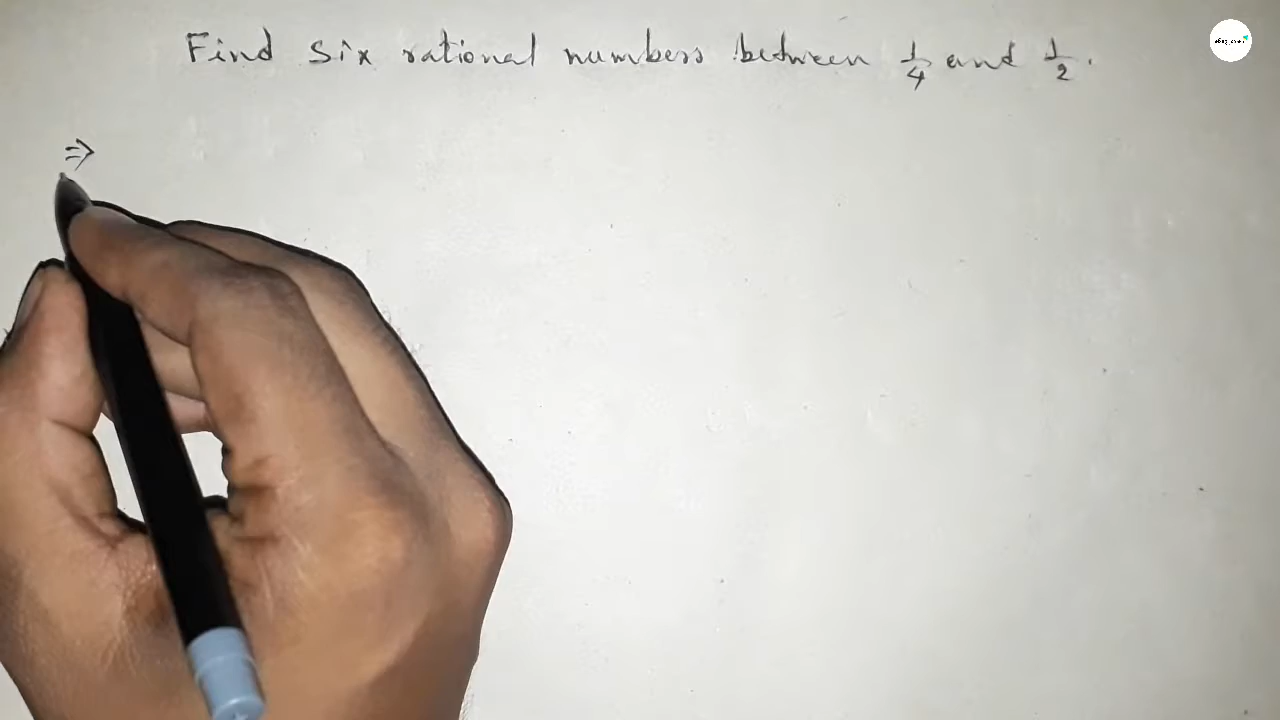 Find six rational numbers between 1/4 and 1/2.
⇒